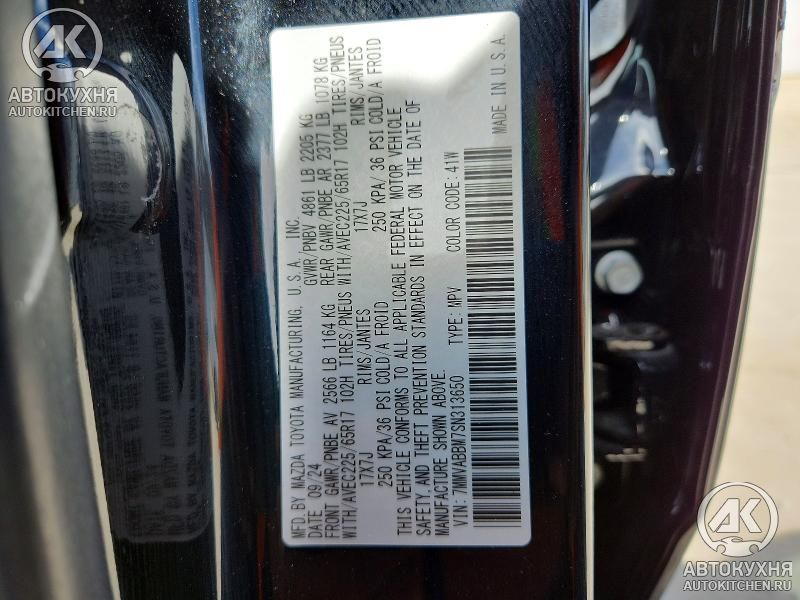 MFD.BY MAZDA TOYOTA MANUFACTURING, U.S.A., INC.
DATE 09/24 GVWR/PNBV 4861 LB 2205 KG
FRONT GAWR/PNBE AV 2566 LB 1164 KG REAR GAWR/PNBE AR 2377 LB 1078 KG
WITH/AVEC225/65R17 102H TIRES/PNEUS WITH/AVEC225/65R17 102H TIRES/PNEUS
17X7J RIMS/JANTES 17X7J RIMS/JANTES
250 KPA/36 PSI COLD/A FROID 250 KPA/ 36 PSI COLD/A FROID
THIS VEHICLE CONFORMS TO ALL APPLICABLE FEDERAL MOTOR VEHICLE
SAFETY, AND THEFT PREVENTION STANDARDS IN EFFECT ON THE DATE OF
MANUFACTURE SHOWN ABOVE.
VIN: 7MMVABBM7SN313650 TYPE: MPV COLOR CODE: 41W MADE IN U.S.A.
АК
АВТОКУХНЯ
AUTOKITCHEN.RU
АК
АВТОКУХНЯ
AUTOKITCHEN.RU